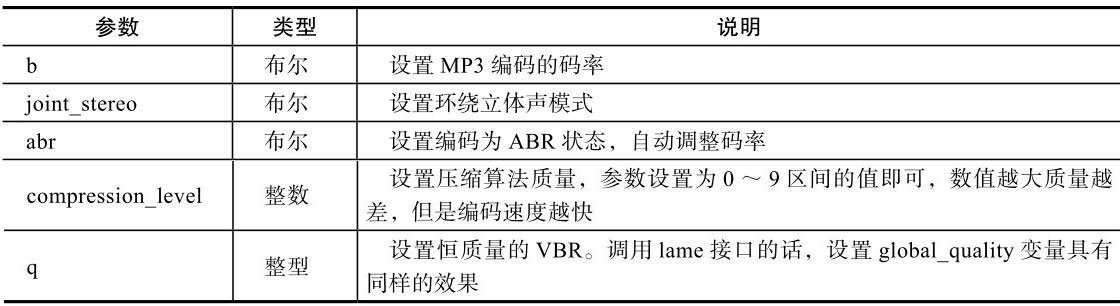 参数 类型 说明
b 布尔 设置 MP3 编码的码率
joint_stereo 布尔 设置环绕立体声模式
abr 布尔 设置编码为 ABR 状态，自动调整码率
compression_level 整数 设置压缩算法质量，参数设置为 0 ～ 9 区间的值即可，数值越大质量越
差，但是编码速度越快
q 整型 设置恒质量的 VBR。调用 lame 接口的话，设置 global_quality 变量具有
同样的效果